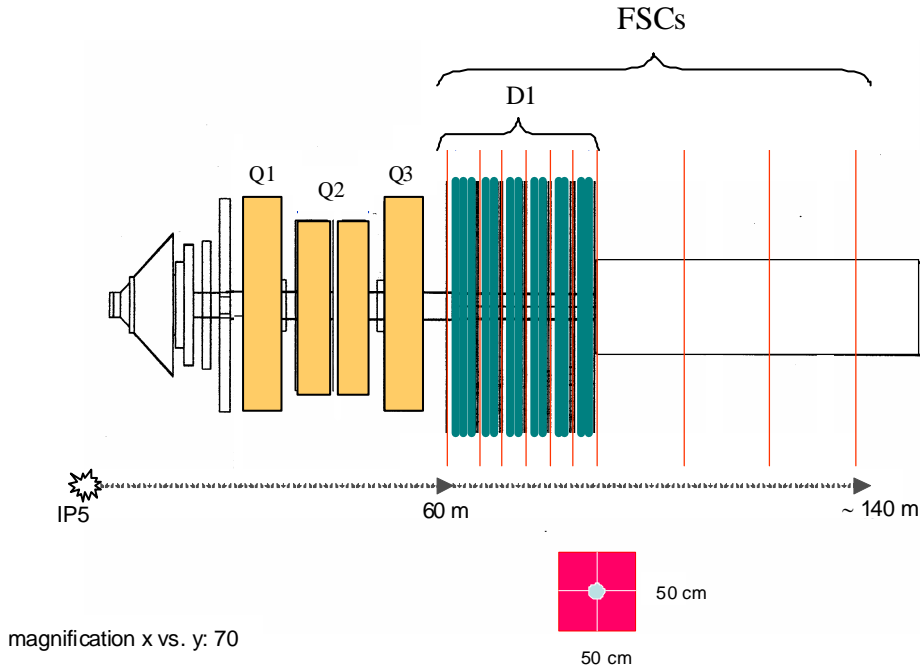 FSCs
D1
Q1
Q2
Q3
IP5
60 m
~ 140 m
50 cm
50 cm
magnification x vs. y: 70